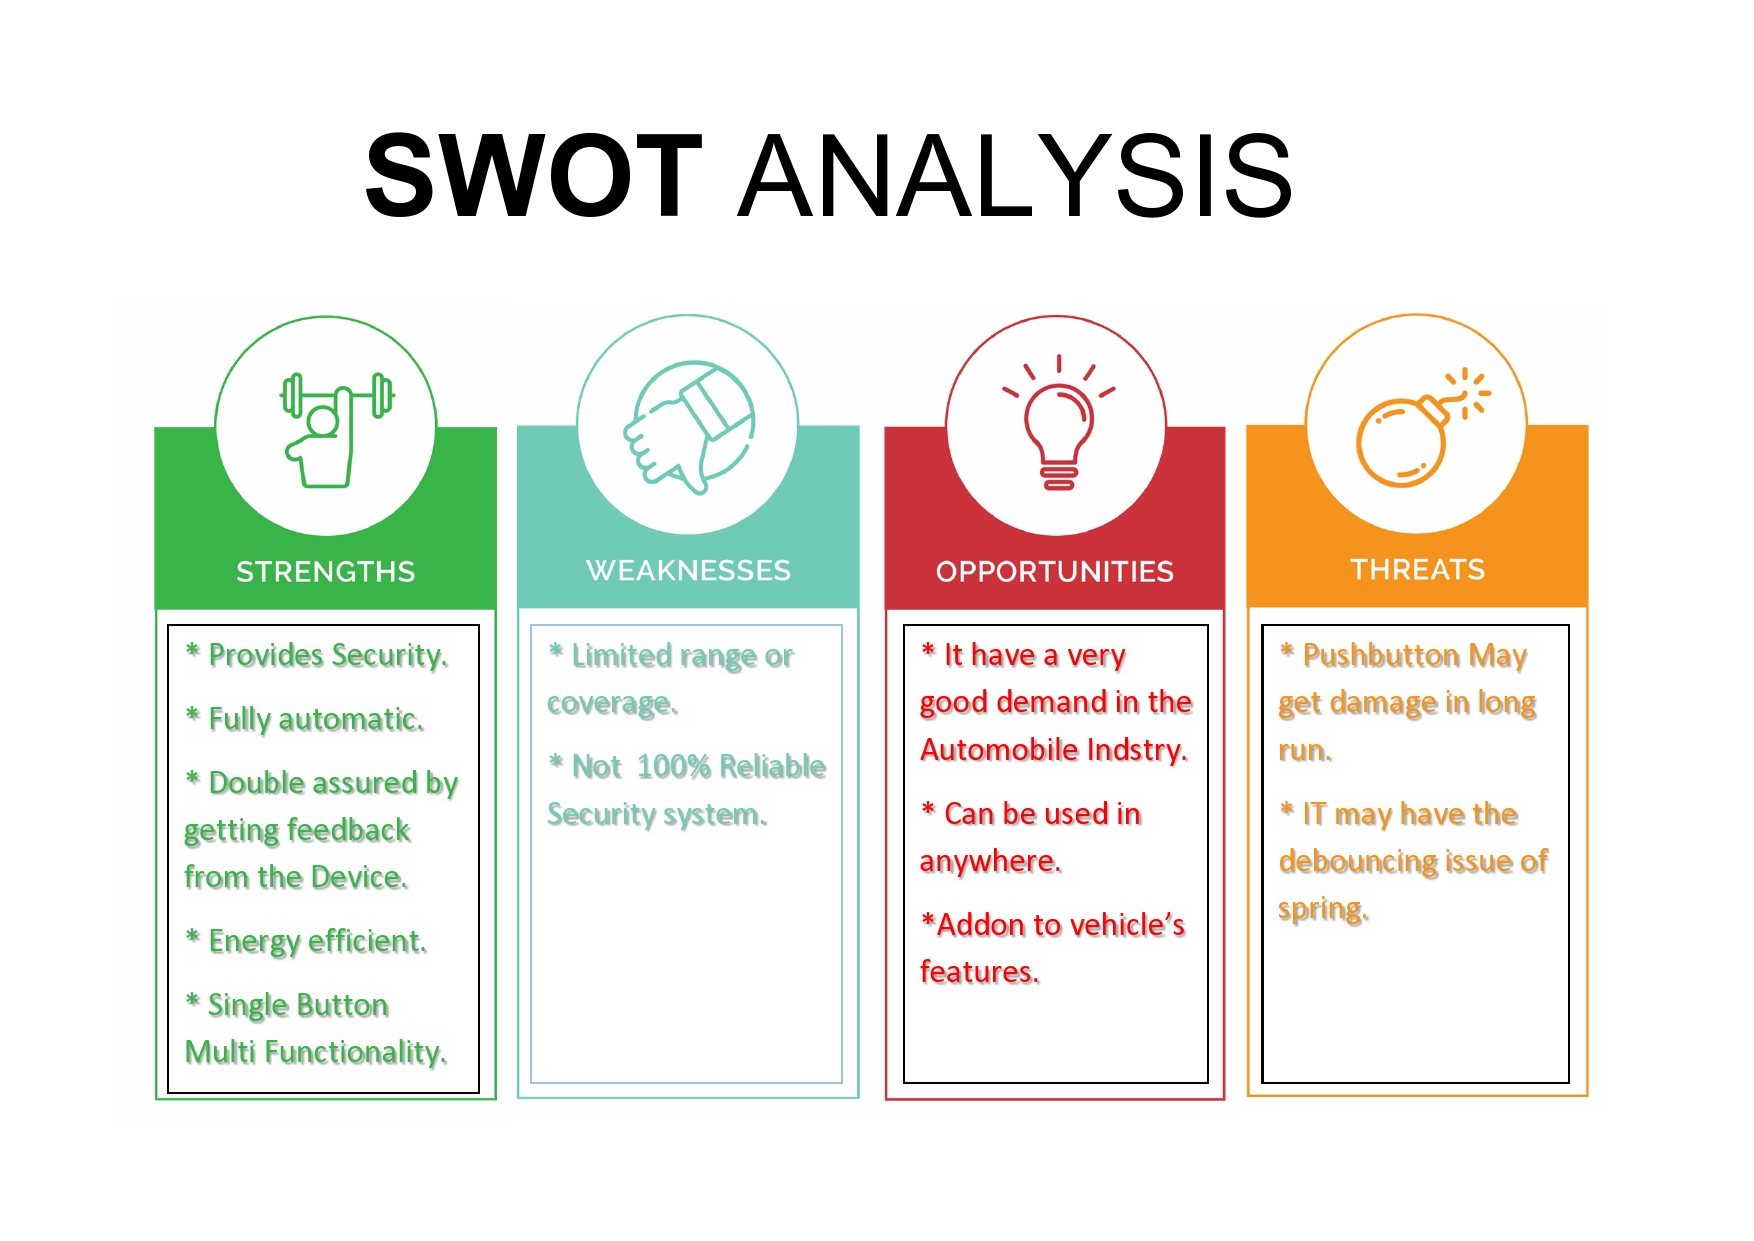 SWOT ANALYSIS
STRENGTHS
* Provides Security.
* Fully automatic.
* Double assured by
getting feedback
from the Device.
* Energy efficient.
* Single Button
Multi Functionality.
WEAKNESSES
* Limited range or
coverage.
* Not  100% Reliable
Security system.
OPPORTUNITIES
* It have a very
good demand in the
Automobile Indstry.
* Can be used in
anywhere.
*Addon to vehicle’s
features.
THREATS
* Pushbutton May
get damage in long
run.
* IT may have the
debouncing issue of
spring.